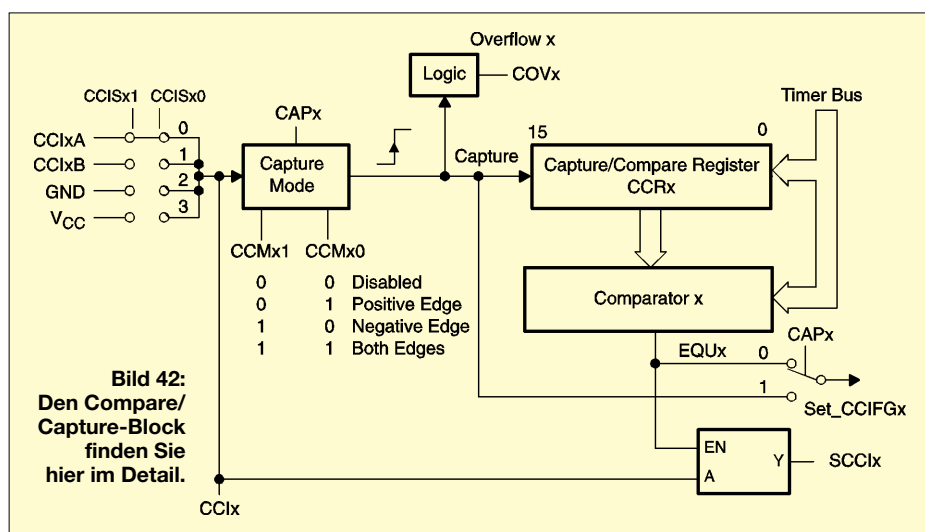 Overflow x
Logic
COVx
CCISx1 CCISx0
CAPx
Timer Bus
CCIxA
0
CCIxB
1
GND
2
VCC
3
Capture
Mode
Capture
15
0
Capture/Compare Register
CCRx
CCMx1 CCMx0
0 0 Disabled
0 1 Positive Edge
1 0 Negative Edge
1 1 Both Edges
Comparator x
CAPx
EQUx
0
1
Set_CCIFGx
Bild 42:
Den Compare/
Capture-Block
finden Sie
hier im Detail.
EN
A
Y
SCCIx
CCIx